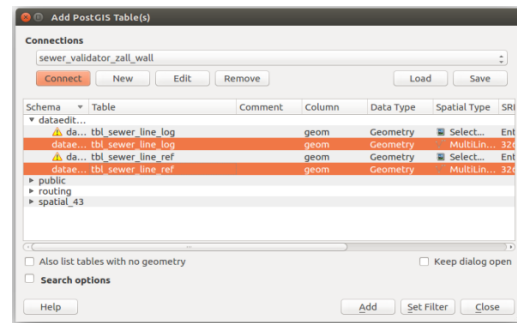 Add PostGIS Table(s)
Connections
sewer_validator_zall_wall
Connect New Edit Remove Load Save
Schema Table Comment Column Data Type Spatial Type SRI
dataedit...
da... tbl_sewer_line_log geom Geometry Select... Ent
datae... tbl_sewer_line_log geom Geometry MultiLin... 326
da... tbl_sewer_line_ref geom Geometry Select... Ent
datae... tbl_sewer_line_ref geom Geometry MultiLin... 326
public
routing
spatial_43
Also list tables with no geometry Keep dialog open
Search options
Help Add Set Filter Close